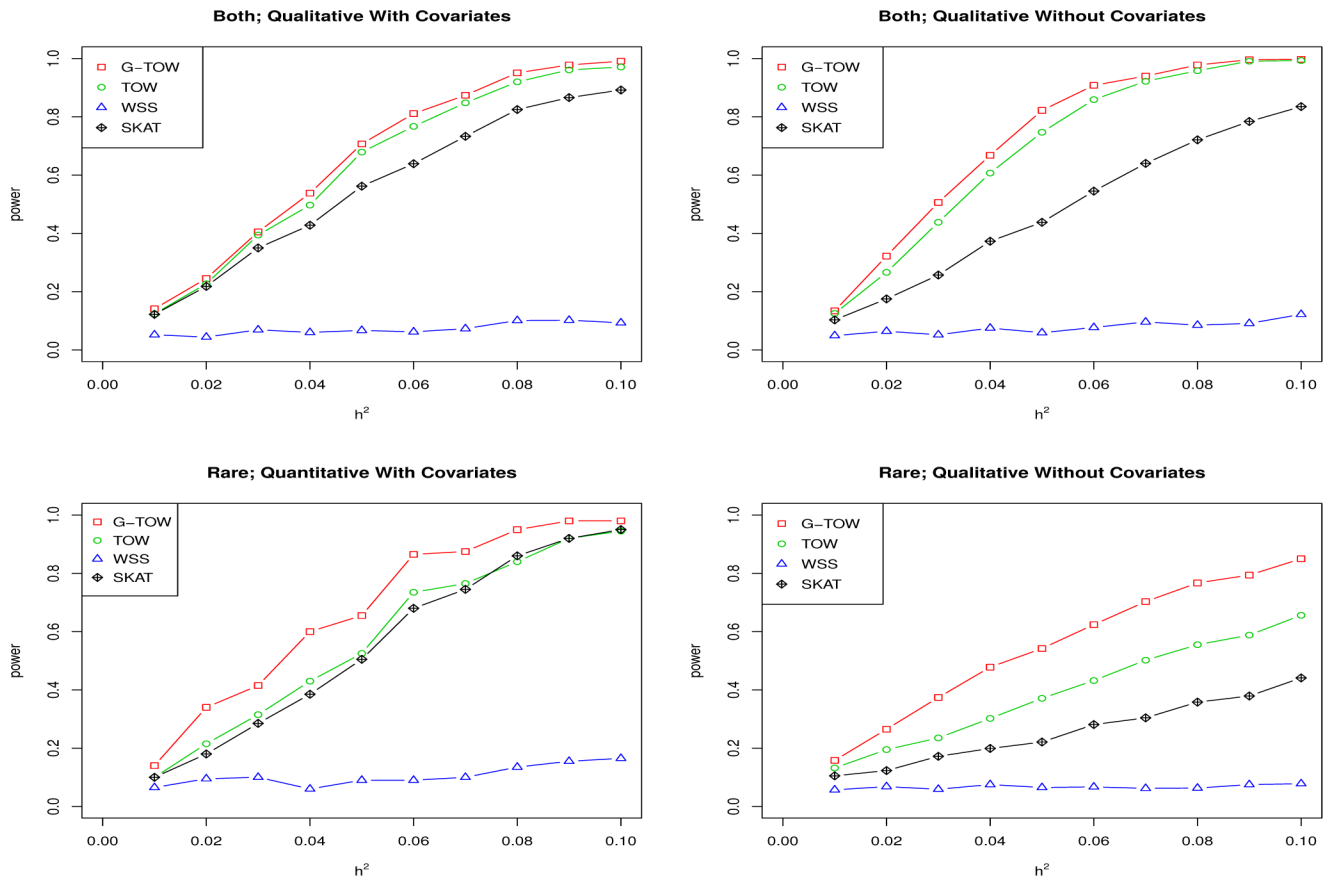 Both; Qualitative With Covariates
G−TOW
TOW
WSS
SKAT
power
0.0 0.2 0.4 0.6 0.8 1.0
0.00 0.02 0.04 0.06 0.08 0.10
h²
Both; Qualitative Without Covariates
G−TOW
TOW
WSS
SKAT
power
0.0 0.2 0.4 0.6 0.8 1.0
0.00 0.02 0.04 0.06 0.08 0.10
h²
Rare; Quantitative With Covariates
G−TOW
TOW
WSS
SKAT
power
0.0 0.2 0.4 0.6 0.8 1.0
0.00 0.02 0.04 0.06 0.08 0.10
h²
Rare; Qualitative Without Covariates
G−TOW
TOW
WSS
SKAT
power
0.0 0.2 0.4 0.6 0.8 1.0
0.00 0.02 0.04 0.06 0.08 0.10
h²